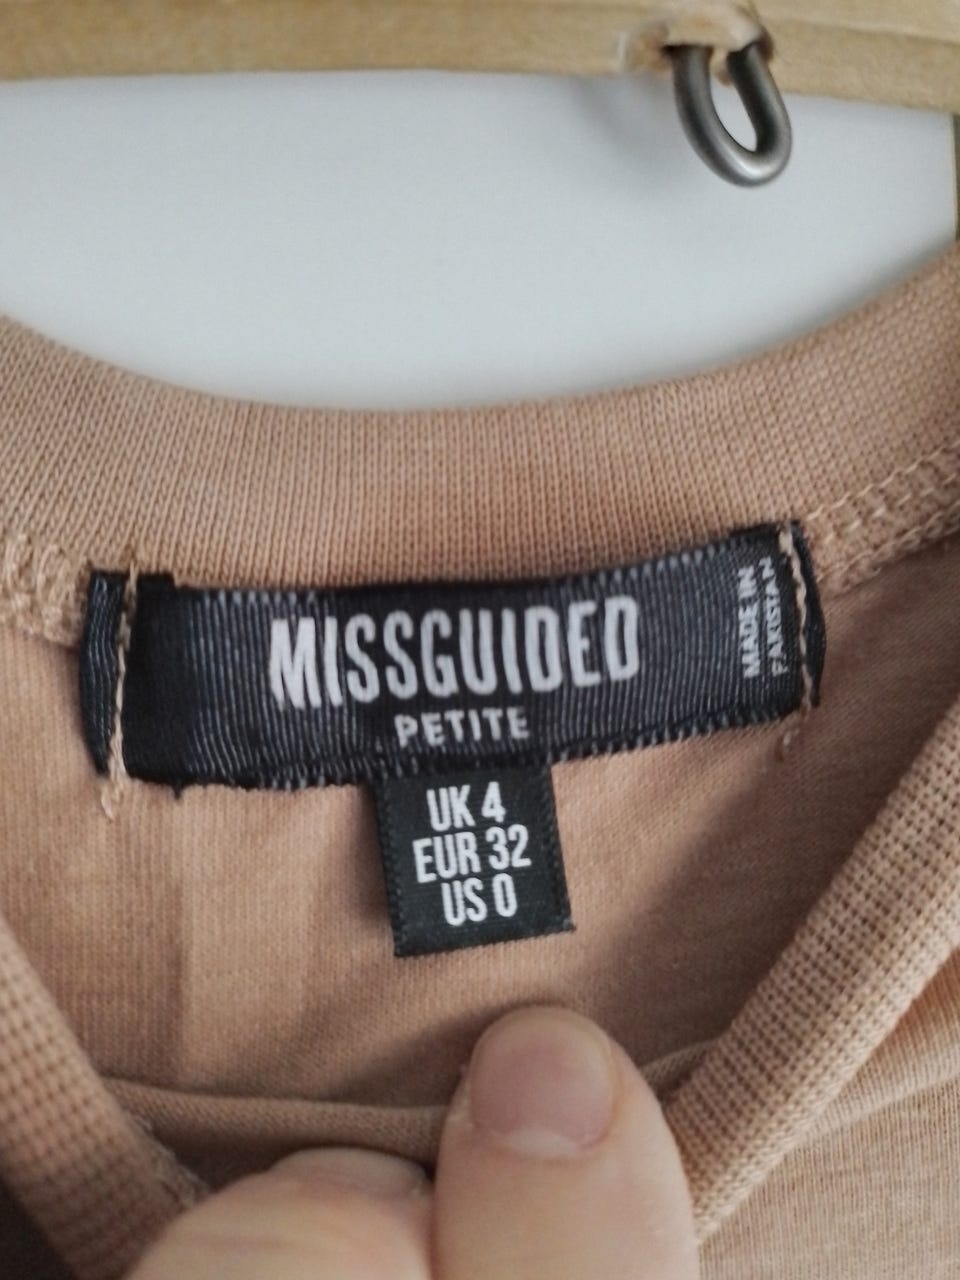 MISSGUIDED
PETITE
MADE IN
PAKISTAN
UK 4
EUR 32
US 0